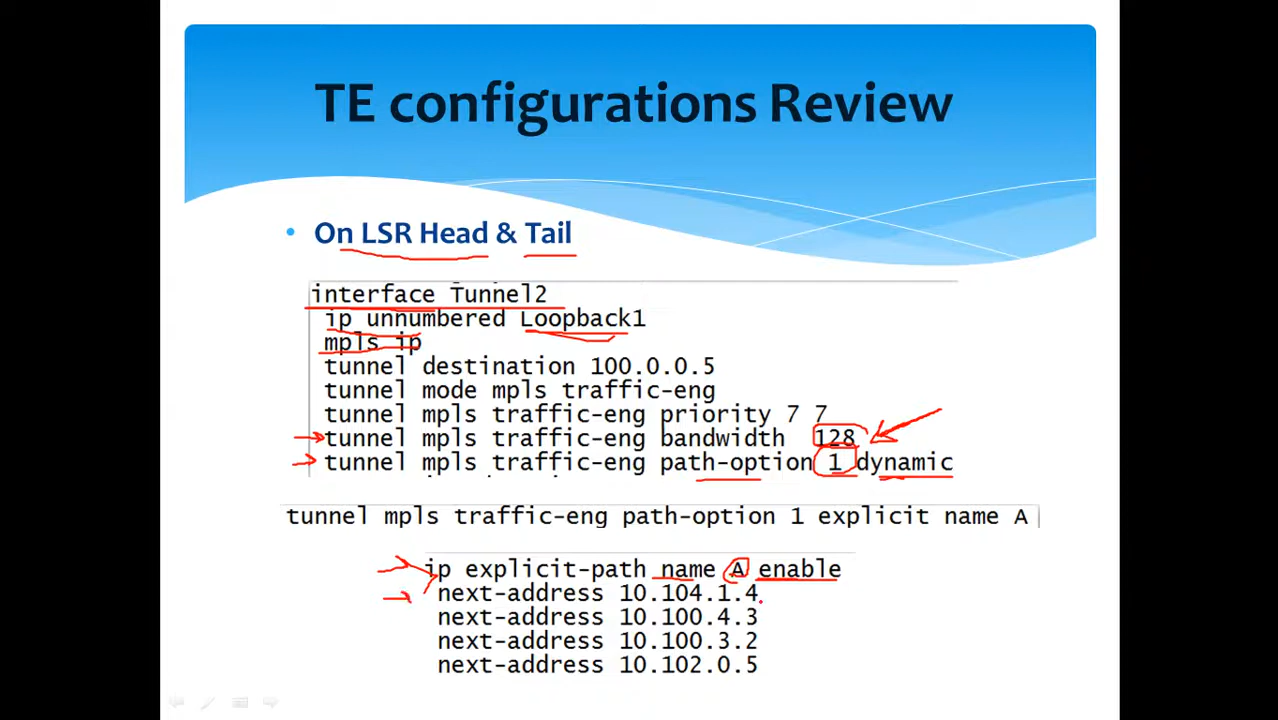 TE configurations Review
• On LSR Head & Tail
interface Tunnel2
ip unnumbered Loopback1
mpls ip
tunnel destination 100.0.0.5
tunnel mode mpls traffic-eng
tunnel mpls traffic-eng priority 7 7
tunnel mpls traffic-eng bandwidth 128
tunnel mpls traffic-eng path-option 1 dynamic
tunnel mpls traffic-eng path-option 1 explicit name A
ip explicit-path name A enable
next-address 10.104.1.4
next-address 10.100.4.3
next-address 10.100.3.2
next-address 10.102.0.5